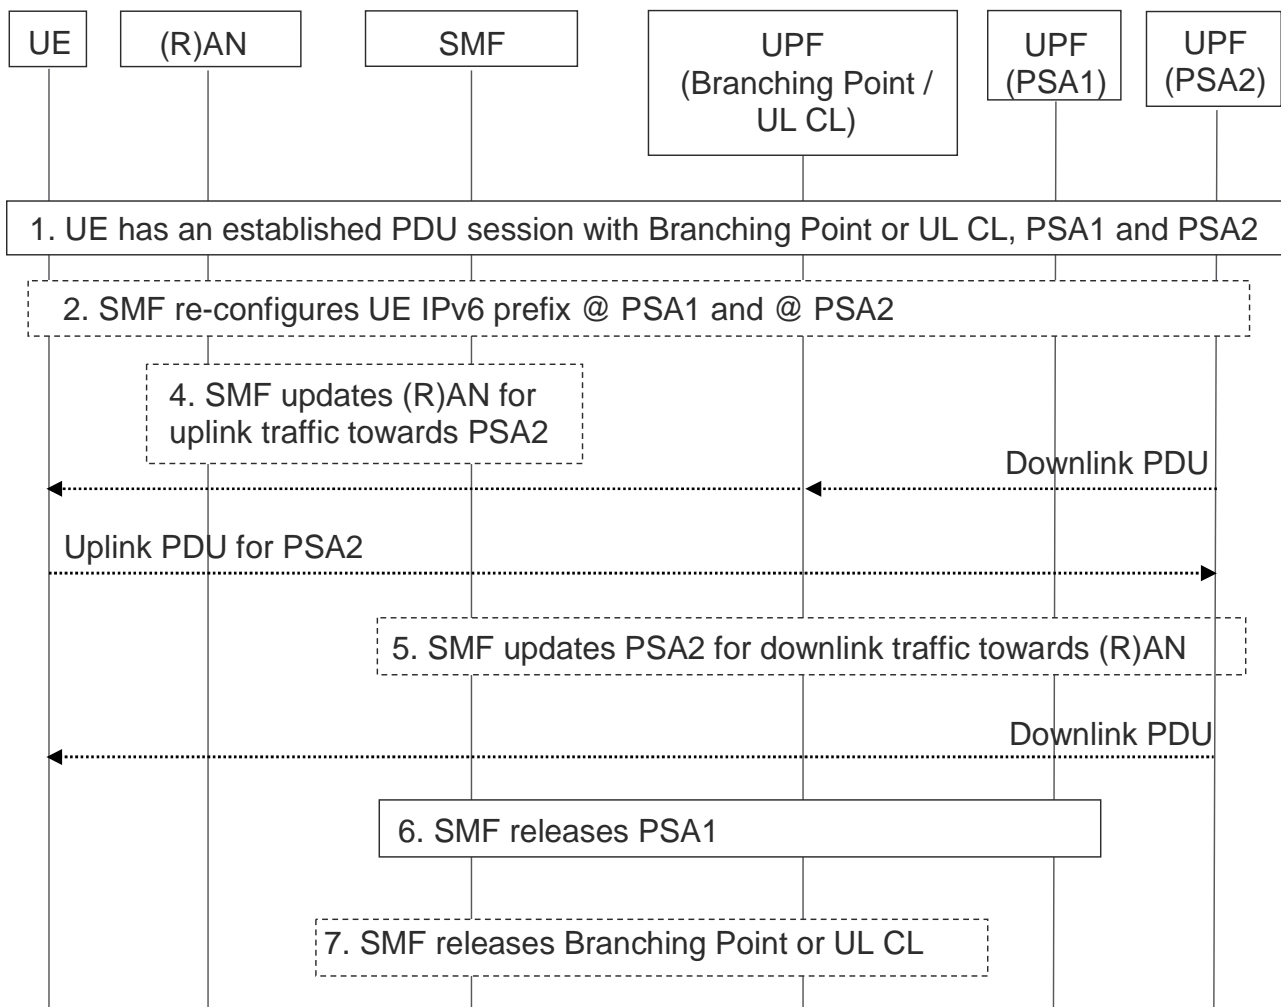 UE
(R)AN
SMF
UPF
(Branching Point /
UL CL)
UPF
(PSA1)
UPF
(PSA2)
1. UE has an established PDU session with Branching Point or UL CL, PSA1 and PSA2
2. SMF re-configures UE IPv6 prefix @ PSA1 and @ PSA2
4. SMF updates (R)AN for
uplink traffic towards PSA2
Downlink PDU
Uplink PDU for PSA2
5. SMF updates PSA2 for downlink traffic towards (R)AN
Downlink PDU
6. SMF releases PSA1
7. SMF releases Branching Point or UL CL